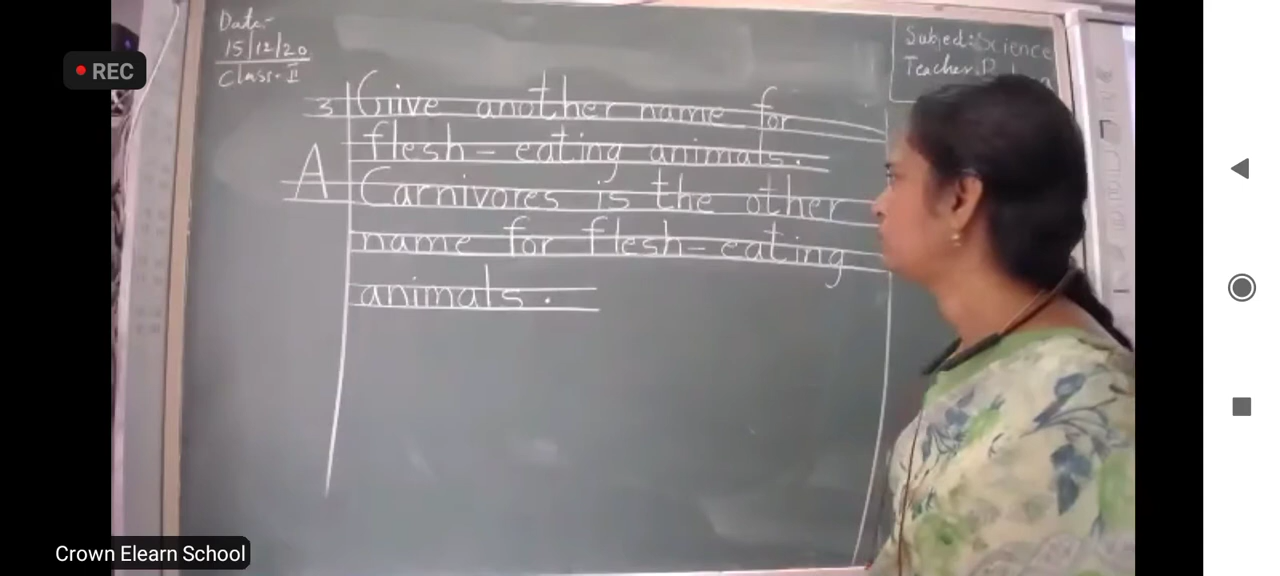 REC
Date:-
15/12/20
Class:- II
Subject: Science
Teacher:
3 Give another name for
flesh - eating animals.
A Carnivores is the other
name for flesh - eating
animals.
Crown Elearn School